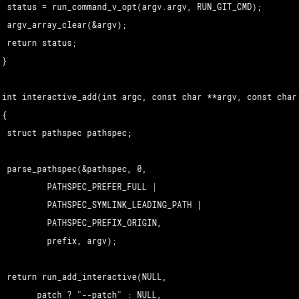 status = run_command_v_opt(argv.argv, RUN_GIT_CMD);
argv_array_clear(&argv);
return status;
}
int interactive_add(int argc, const char **argv, const char
{
struct pathspec pathspec;
parse_pathspec(&pathspec, 0,
PATHSPEC_PREFER_FULL |
PATHSPEC_SYMLINK_LEADING_PATH |
PATHSPEC_PREFIX_ORIGIN,
prefix, argv);
return run_add_interactive(NULL,
patch ? "--patch" : NULL,